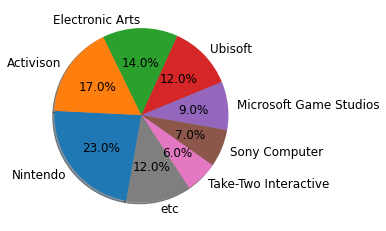 Electronic Arts
Ubisoft
Activison
14.0%
12.0%
17.0%
Microsoft Game Studios
9.0%
7.0%
Sony Computer
23.0%
6.0%
12.0%
Nintendo
Take-Two Interactive
etc